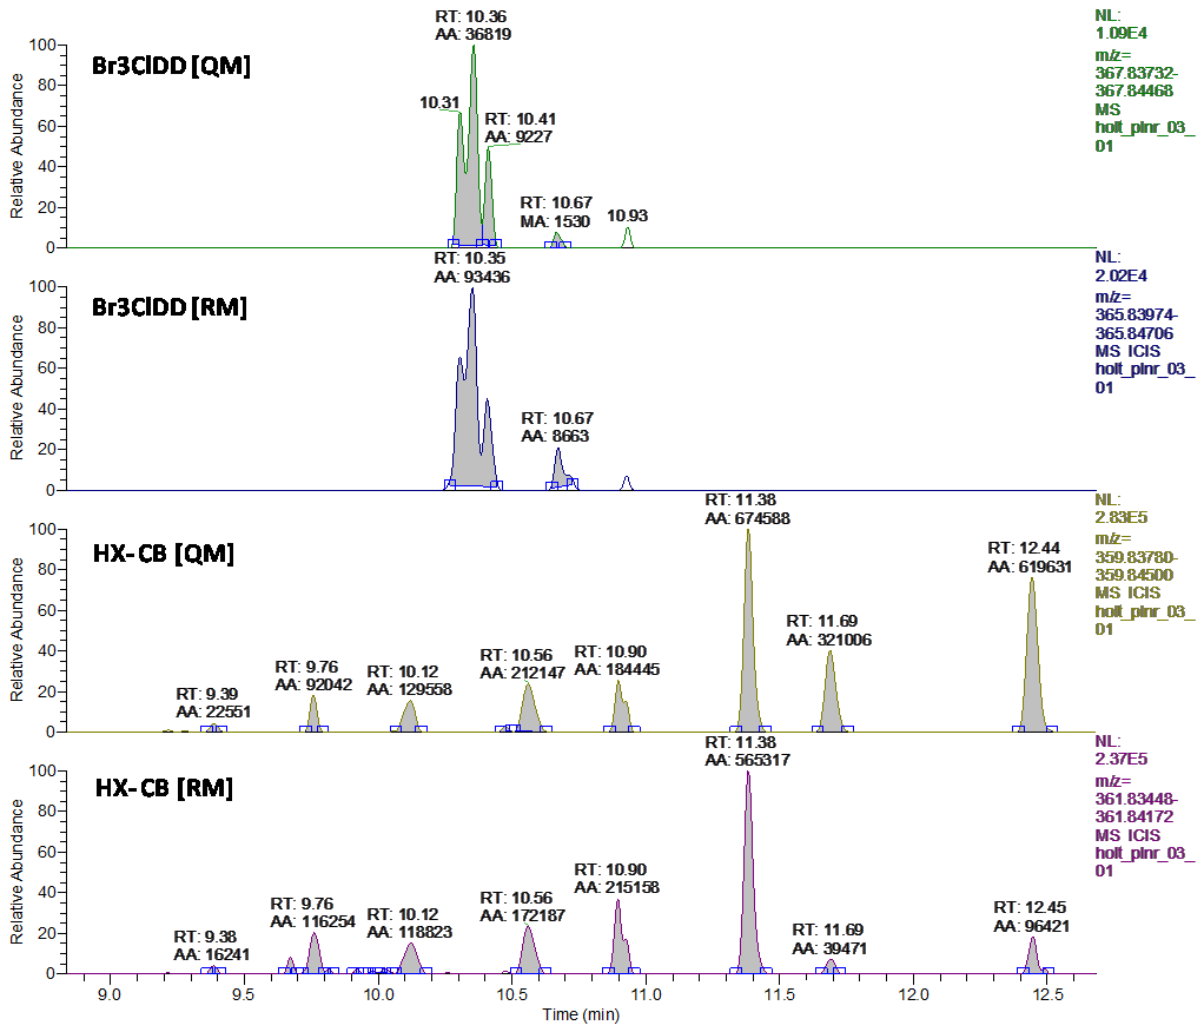 RT: 10.36
AA: 36819
NL:
1.09E4
m/z=
367.83732-
367.84468
MS
holt_plnr_03_
01
Br3ClDD [QM]
10.31
RT: 10.41
AA: 9227
RT: 10.67
MA: 1530
10.93
100
80
60
40
20
0
Relative Abundance
RT: 10.35
AA: 93436
NL:
2.02E4
m/z=
365.83974-
365.84706
MS ICIS
holt_plnr_03_
01
Br3ClDD [RM]
RT: 10.67
AA: 8663
100
80
60
40
20
0
Relative Abundance
RT: 11.38
AA: 674588
NL:
2.83E5
m/z=
359.83780-
359.84500
MS ICIS
holt_plnr_03_
01
HX-CB [QM]
RT: 9.39
AA: 22551
RT: 9.76
AA: 92042
RT: 10.12
AA: 129558
RT: 10.56
AA: 212147
RT: 10.90
AA: 184445
RT: 11.69
AA: 321006
RT: 12.44
AA: 619631
100
80
60
40
20
0
Relative Abundance
RT: 11.38
AA: 565317
NL:
2.37E5
m/z=
361.83448-
361.84172
MS ICIS
holt_plnr_03_
01
HX-CB [RM]
RT: 9.38
AA: 16241
RT: 9.76
AA: 116254
RT: 10.12
AA: 118823
RT: 10.56
AA: 172187
RT: 10.90
AA: 215158
RT: 11.69
AA: 39471
RT: 12.45
AA: 96421
100
80
60
40
20
0
Relative Abundance
9.0 9.5 10.0 10.5 11.0 11.5 12.0 12.5
Time (min)